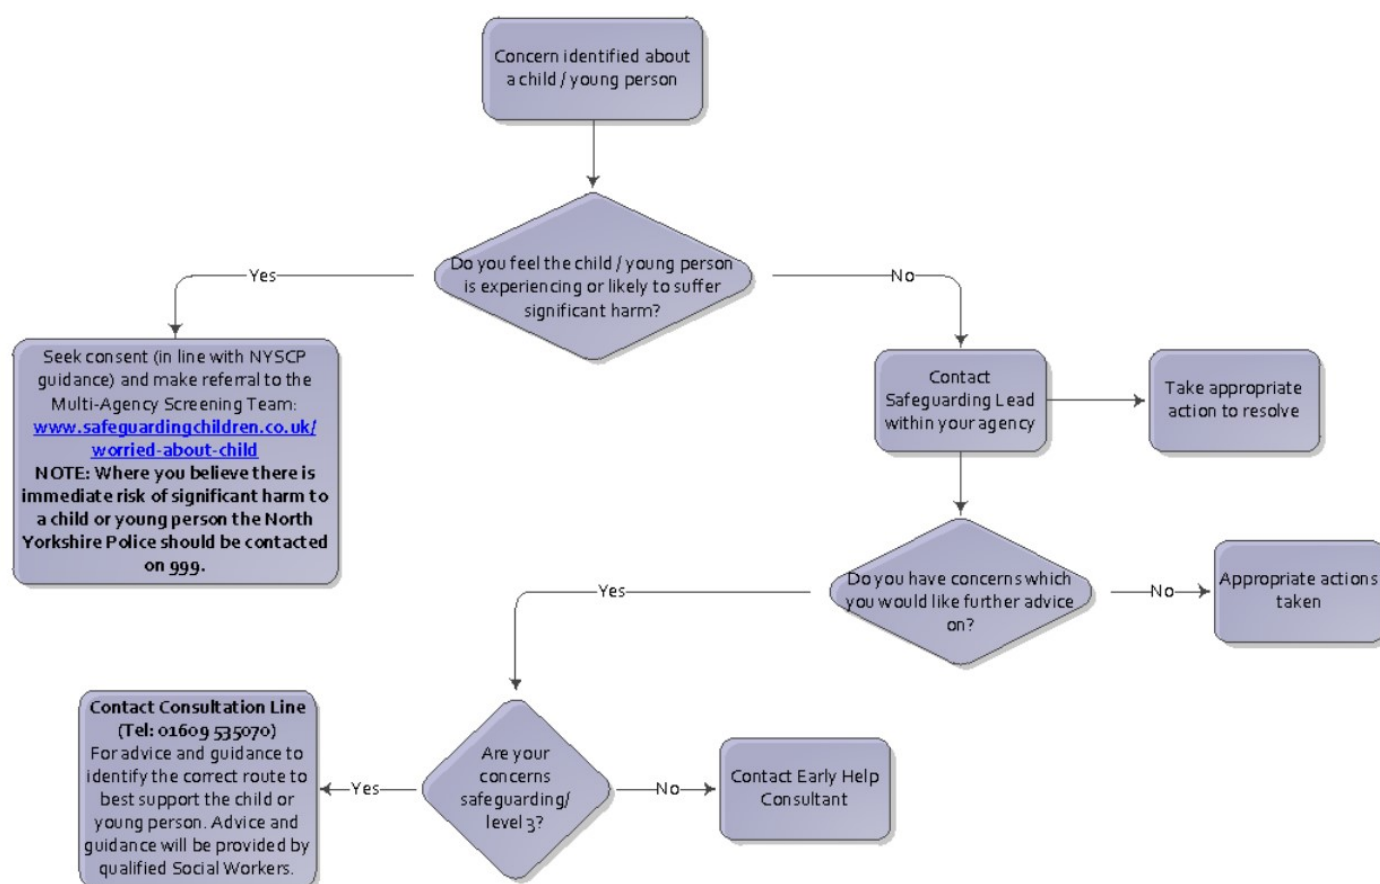 Concern identified about
a child / young person
Do you feel the child / young person
is experiencing or likely to suffer
significant harm?
Yes
No
Seek consent (in line with NYSCP
guidance) and make referral to the
Multi-Agency Screening Team:
www.safeguardingchildren.co.uk/
worried-about-child
NOTE: Where you believe there is
immediate risk of significant harm to
a child or young person the North
Yorkshire Police should be contacted
on 999.
Contact
Safeguarding Lead
within your agency
Take appropriate
action to resolve
Do you have concerns which
you would like further advice
on?
Yes
No
Appropriate actions
taken
Are your
concerns
safeguarding/
level 3?
Yes
No
Contact Consultation Line
(Tel: 01609 535070)
For advice and guidance to
identify the correct route to
best support the child or
young person. Advice and
guidance will be provided by
qualified Social Workers.
Contact Early Help
Consultant